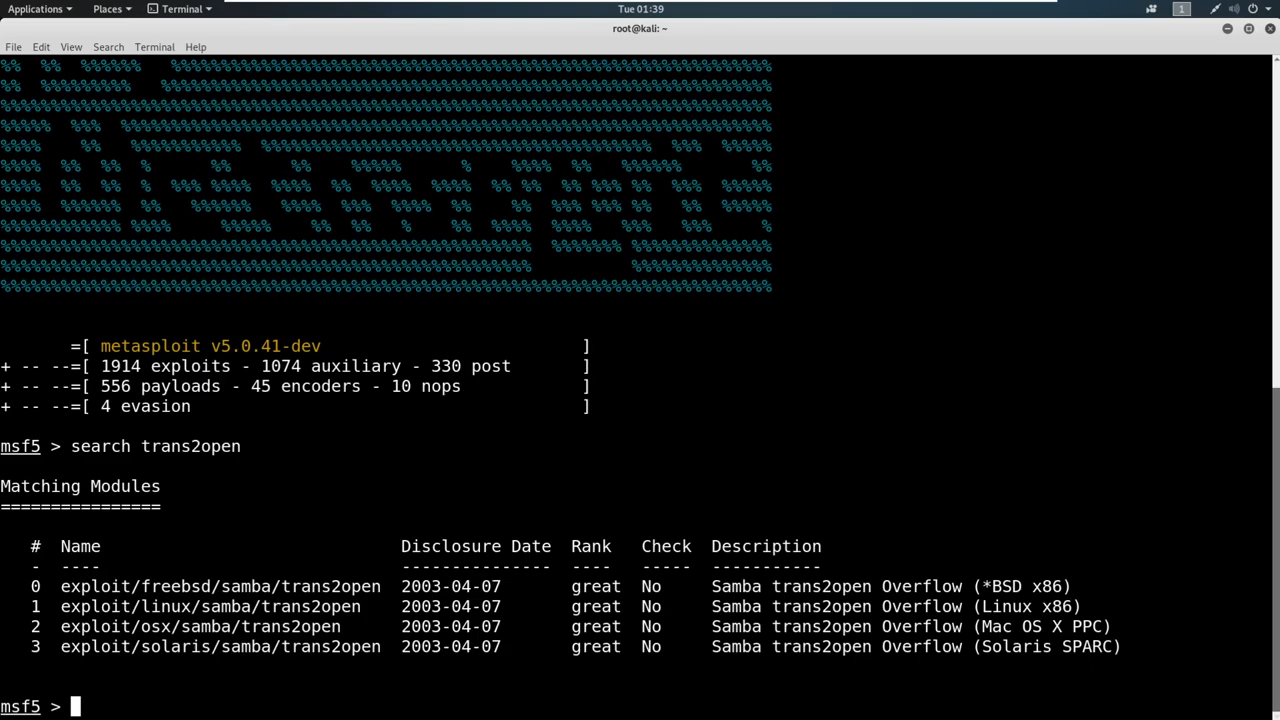 Applications Places Terminal Tue 01:39 1
root@kali: ~
File Edit View Search Terminal Help
%% %% %%%%%% %%%%%%%%%%%%%%%%%%%%%%%%%%%%%%%%%%%%%%%%%%%%%%%%%%%%
%% %%%%%%%%% %%%%%%%%%%%%%%%%%%%%%%%%%%%%%%%%%%%%%%%%%%%%%%%%%%%%%
%%%%%%%%%%%%%%%%%%%%%%%%%%%%%%%%%%%%%%%%%%%%%%%%%%%%%%%%%%%%%%%%%%%%%%%%%%%%%%%
%%%%% %%% %%%%%%%%%%%%%%%%%%%%%%%%%%%%%%%%%%%%%%%%%%%%%%%%%%%%%%%%%
%%%% %% %%%%%%%%%%% %%%%%%%%%%%%%%%%%%%%%%%%%%%%%%%%%%%%%%% %%% %%%%%
%%%% %% %% % %% %% %%%%% % %%%% %% %%%%%% %%
%%%% %% %% % %%% %%%% %%%% %% %%%% %%%% %% %% %% %%% %% %%% %%%%%
%%%% %%%%%% %% %%%%%% %%%% %%% %%%% %% %% %%% %%% %% %% %%%%%
%%%%%%%%%%%% %%%% %%%%% %% %% % %% %%%% %%%% %%% %%% %
%%%%%%%%%%%%%%%%%%%%%%%%%%%%%%%%%%%%%%%%%%%%%%%%%%%%% %%%%%%% %%%%%%%%%%%%%%
%%%%%%%%%%%%%%%%%%%%%%%%%%%%%%%%%%%%%%%%%%%%%%%%%%%%% %%%%%%%%%%%%%%
%%%%%%%%%%%%%%%%%%%%%%%%%%%%%%%%%%%%%%%%%%%%%%%%%%%%%%%%%%%%%%%%%%%%%%%%%%%%%%%
=[ metasploit v5.0.41-dev ]
+ -- --=[ 1914 exploits - 1074 auxiliary - 330 post ]
+ -- --=[ 556 payloads - 45 encoders - 10 nops ]
+ -- --=[ 4 evasion ]
msf5 > search trans2open
Matching Modules
================
# Name Disclosure Date Rank Check Description
- ---- --------------- ---- ----- -----------
0 exploit/freebsd/samba/trans2open 2003-04-07 great No Samba trans2open Overflow (*BSD x86)
1 exploit/linux/samba/trans2open 2003-04-07 great No Samba trans2open Overflow (Linux x86)
2 exploit/osx/samba/trans2open 2003-04-07 great No Samba trans2open Overflow (Mac OS X PPC)
3 exploit/solaris/samba/trans2open 2003-04-07 great No Samba trans2open Overflow (Solaris SPARC)
msf5 >